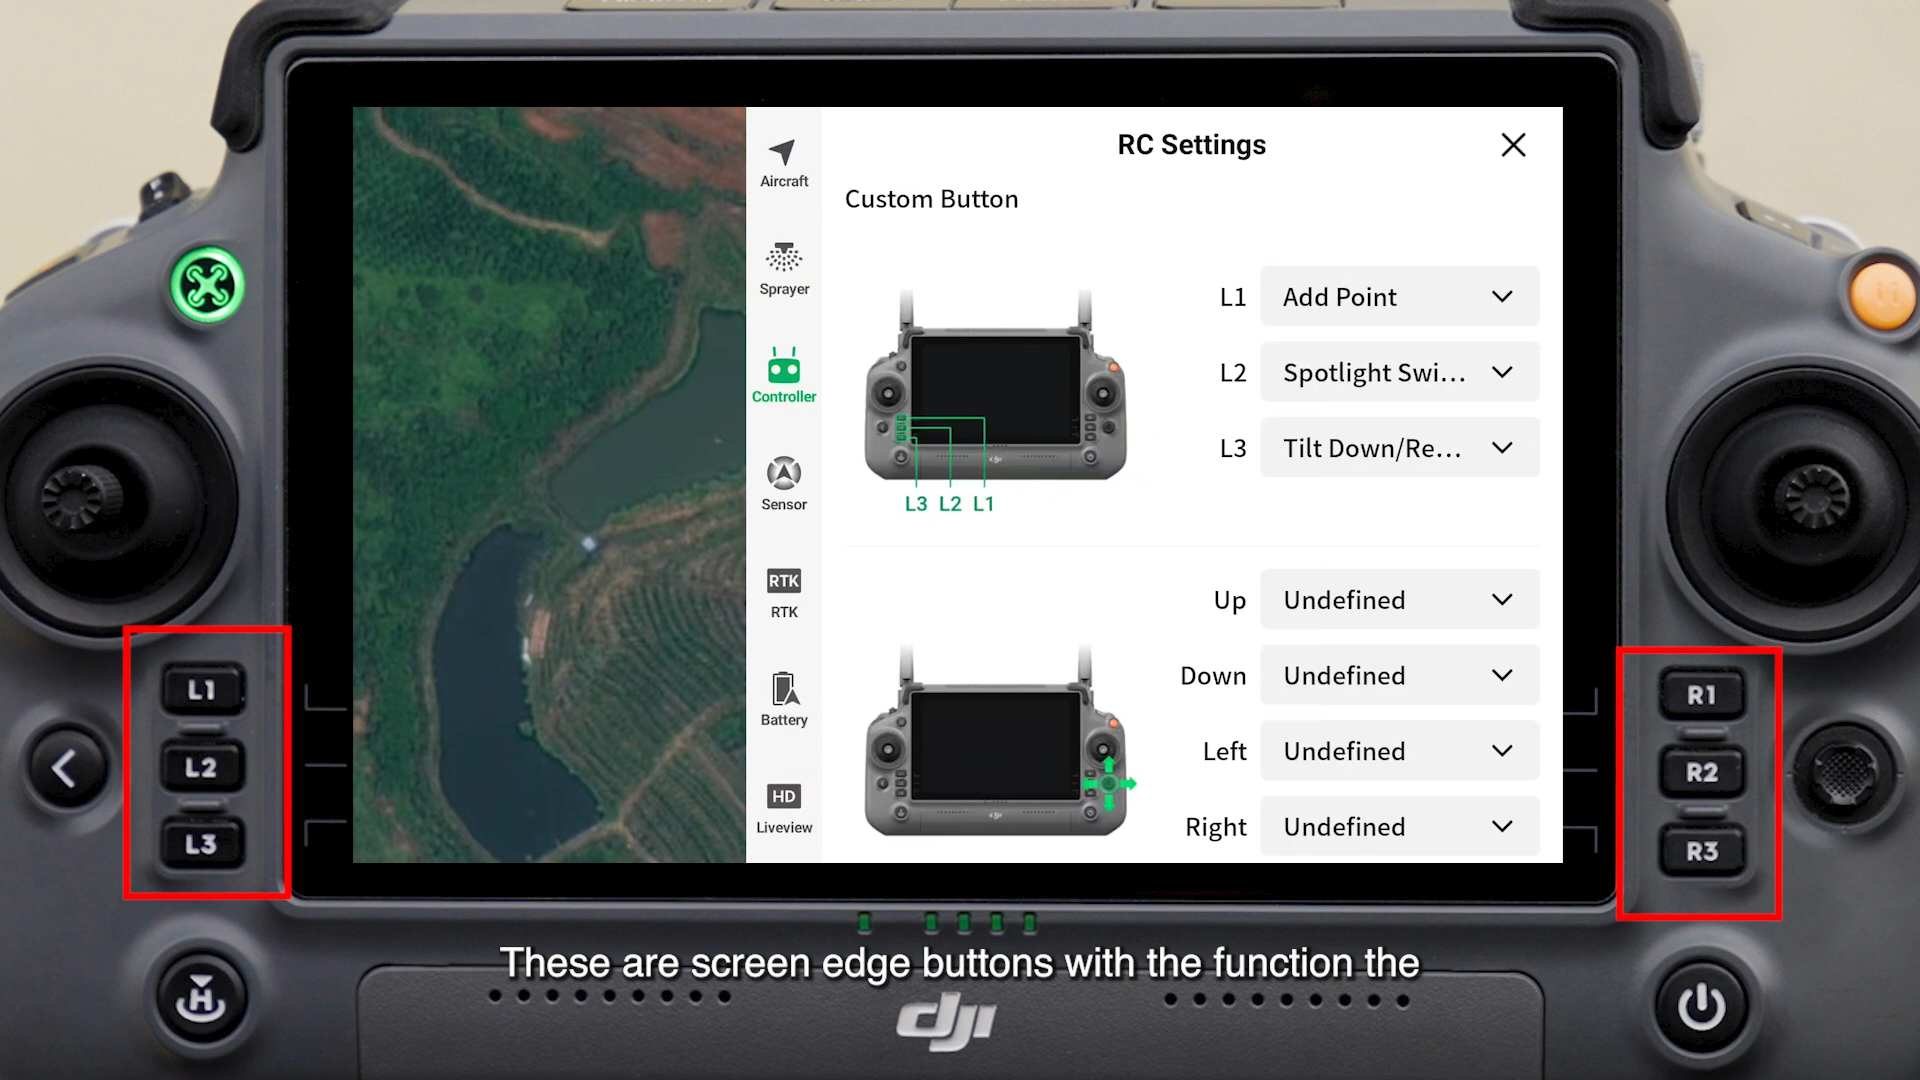 RC Settings
Custom Button
Aircraft
Sprayer
Controller
Sensor
RTK
RTK
Battery
HD
Liveview
L1 Add Point
L2 Spotlight Swi...
L3 Tilt Down/Re...
L3 L2 L1
Up Undefined
Down Undefined
Left Undefined
Right Undefined
L1
L2
L3
R1
R2
R3
H
These are screen edge buttons with the function the
dji